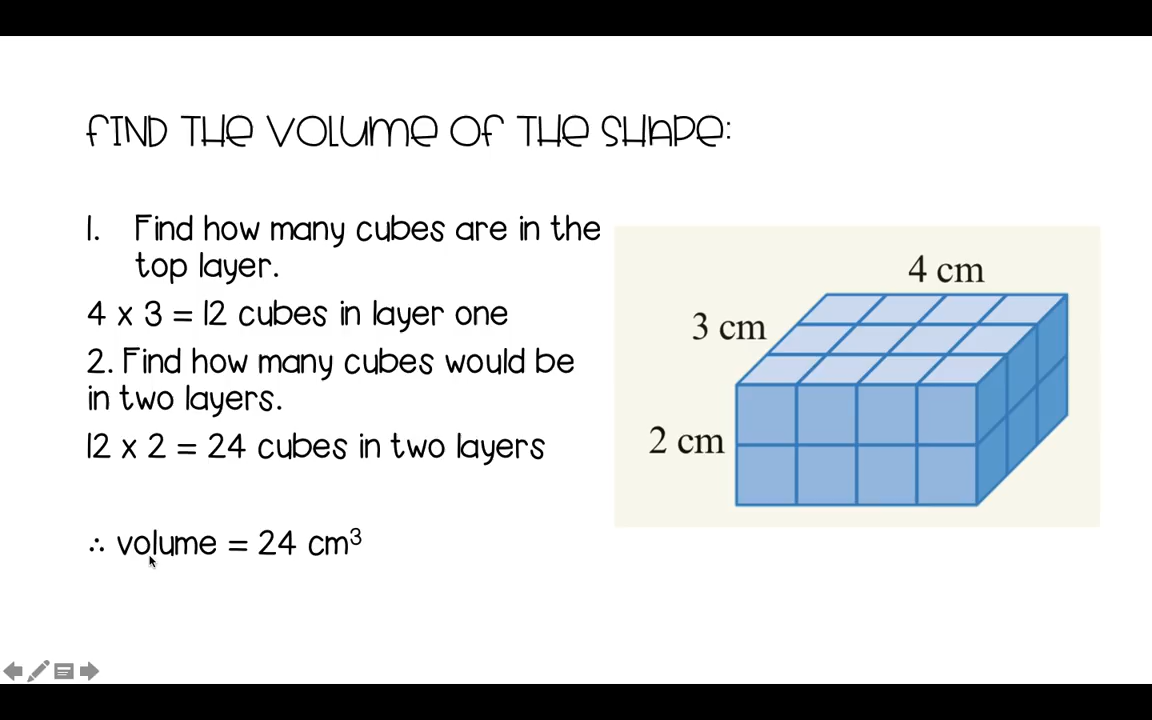 FIND THE VOLUME OF THE SHAPE:
1. Find how many cubes are in the
top layer.
4 x 3 = 12 cubes in layer one
2. Find how many cubes would be
in two layers.
12 x 2 = 24 cubes in two layers
∴ volume = 24 cm³
4 cm
3 cm
2 cm